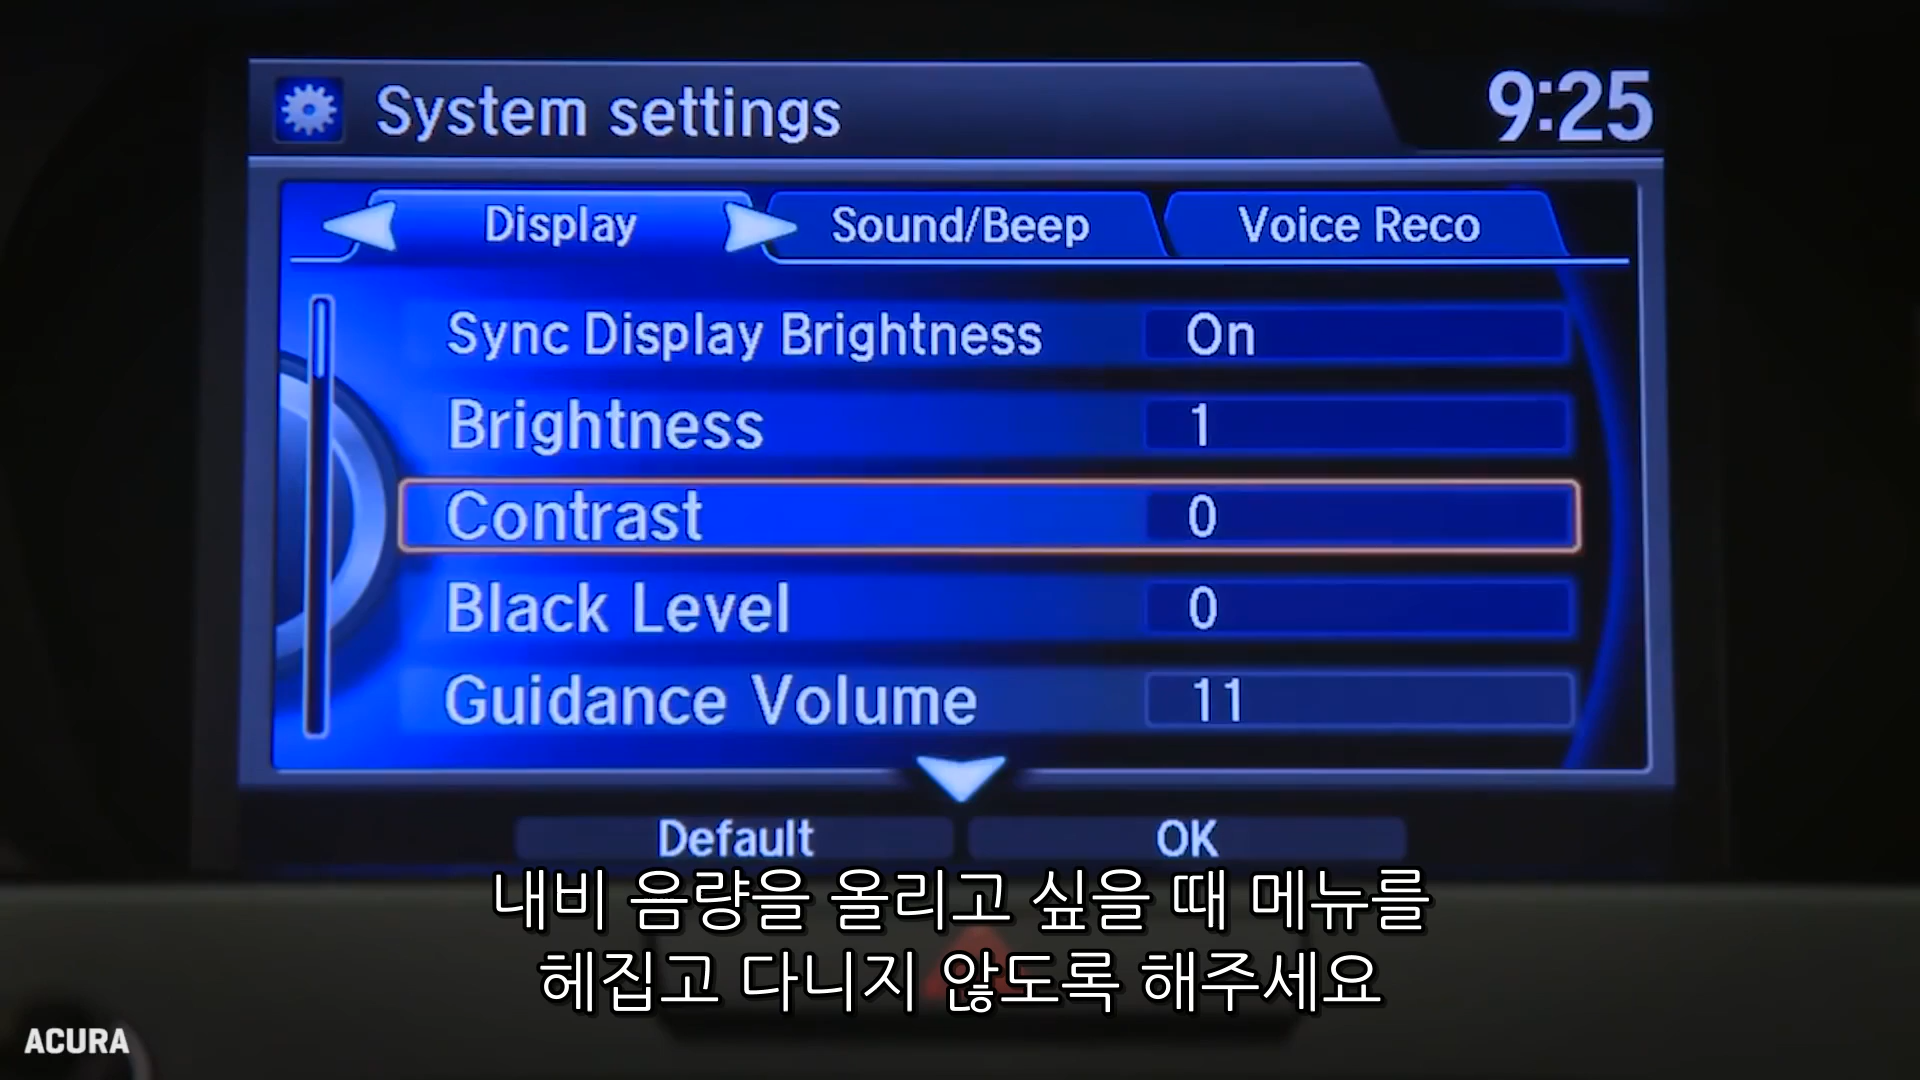 System settings
9:25
Display
Sound/Beep
Voice Reco
Sync Display Brightness On
Brightness 1
Contrast 0
Black Level 0
Guidance Volume 11
Default
OK
내비 음량을 올리고 싶을 때 메뉴를
헤집고 다니지 않도록 해주세요
ACURA